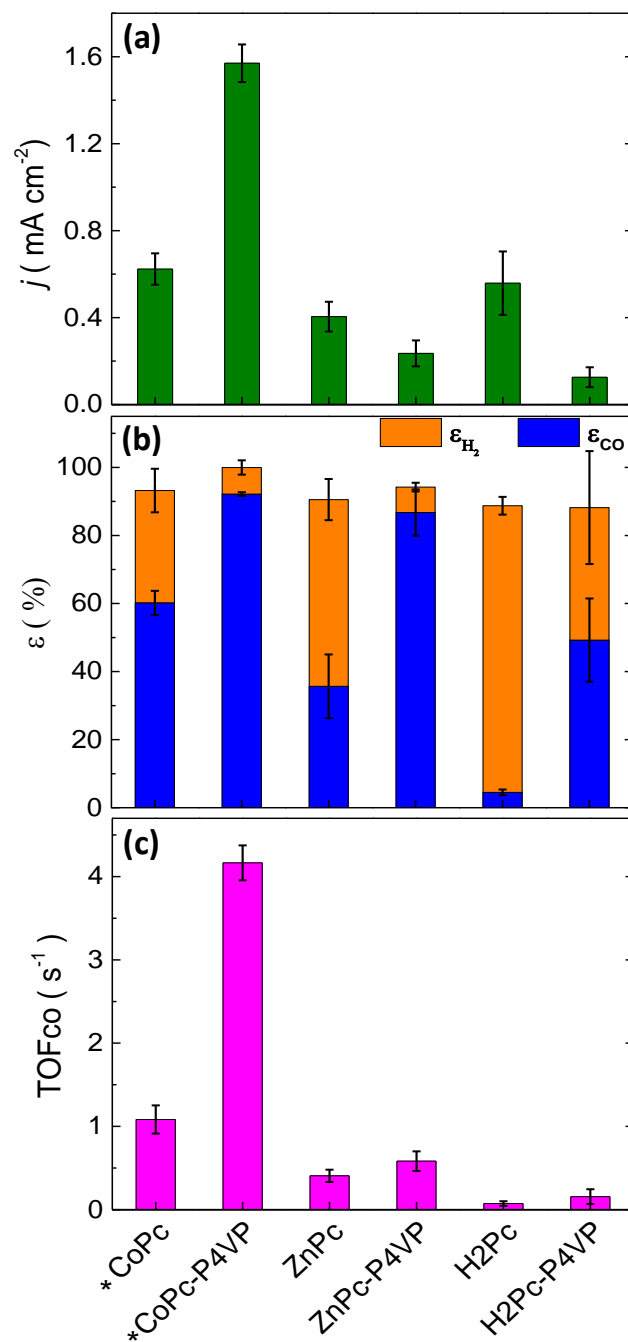 (a)
j ( mA cm-2)
1.6
1.2
0.8
0.4
0.0
(b)
εH2
εCO
ε ( %)
100
80
60
40
20
0
(c)
TOFco ( s-1)
4
3
2
1
0
*CoPc
*CoPc-P4VP
ZnPc
ZnPc-P4VP
H2Pc
H2Pc-P4VP